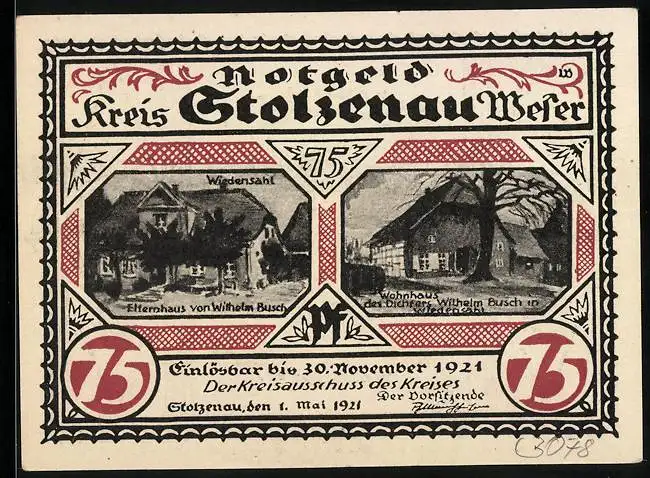 Notgeld
Kreis Stolzenau Weser
W
75
Wiedensahl
Elternhaus von Wilhelm Busch
Wohnhaus
des Dichters Wilhelm Busch in
Wiedensahl
Pf
75
Einlösbar bis 30. November 1921
Der Kreisausschuss des Kreises
Der Vorsitzende
Stolzenau, den 1. Mai 1921
75
3078